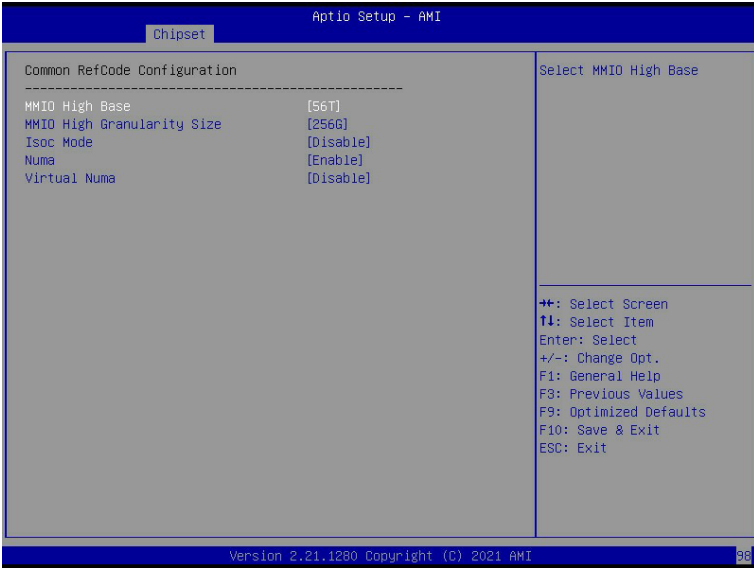 Aptio Setup – AMI
Chipset
Common RefCode Configuration
--------------------------------------------------
MMIO High Base [56T]
MMIO High Granularity Size [256G]
Isoc Mode [Disable]
Numa [Enable]
Virtual Numa [Disable]
Select MMIO High Base
→←: Select Screen
↑↓: Select Item
Enter: Select
+/-: Change Opt.
F1: General Help
F3: Previous Values
F9: Optimized Defaults
F10: Save & Exit
ESC: Exit
Version 2.21.1280 Copyright (C) 2021 AMI
98